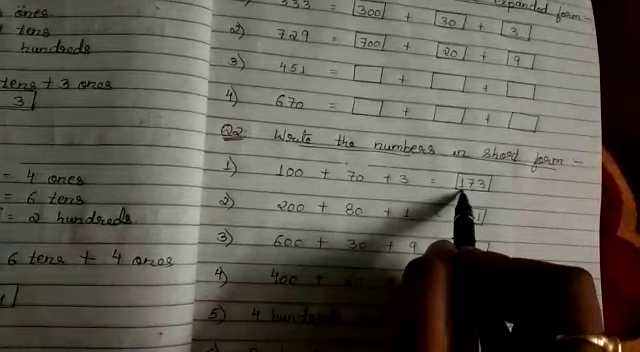 ones
tens
hundreds
tens + 3 ones
3
= 4 ones
= 6 tens
= 2 hundreds
6 tens + 4 ones
expanded form :-
333 = 300 + 30 + 3
2) 729 = 700 + 20 + 9
3) 451 = + +
4) 670 = + +
Q2. Write the numbers in short form :-
1) 100 + 70 + 3 = 173
2) 200 + 80 + 1 = 1
3) 600 + 30 + 9
4) 400 +
5) 4